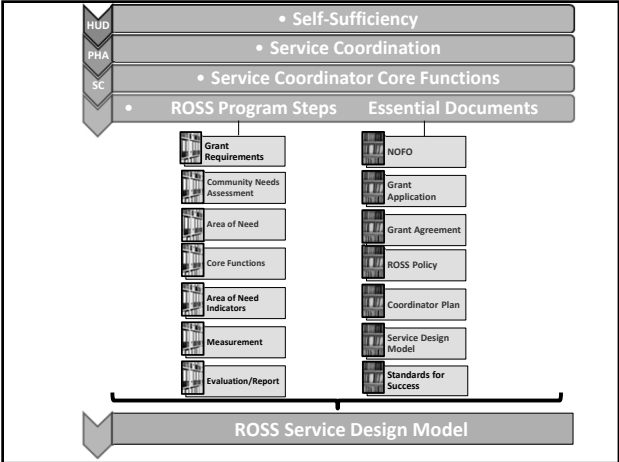 HUD
• Self-Sufficiency
PHA
• Service Coordination
SC
• Service Coordinator Core Functions
• ROSS Program Steps Essential Documents
Grant
Requirements
Community Needs
Assessment
Area of Need
Core Functions
Area of Need
Indicators
Measurement
Evaluation/Report
NOFO
Grant
Application
Grant Agreement
ROSS Policy
Coordinator Plan
Service Design
Model
Standards for
Success
ROSS Service Design Model